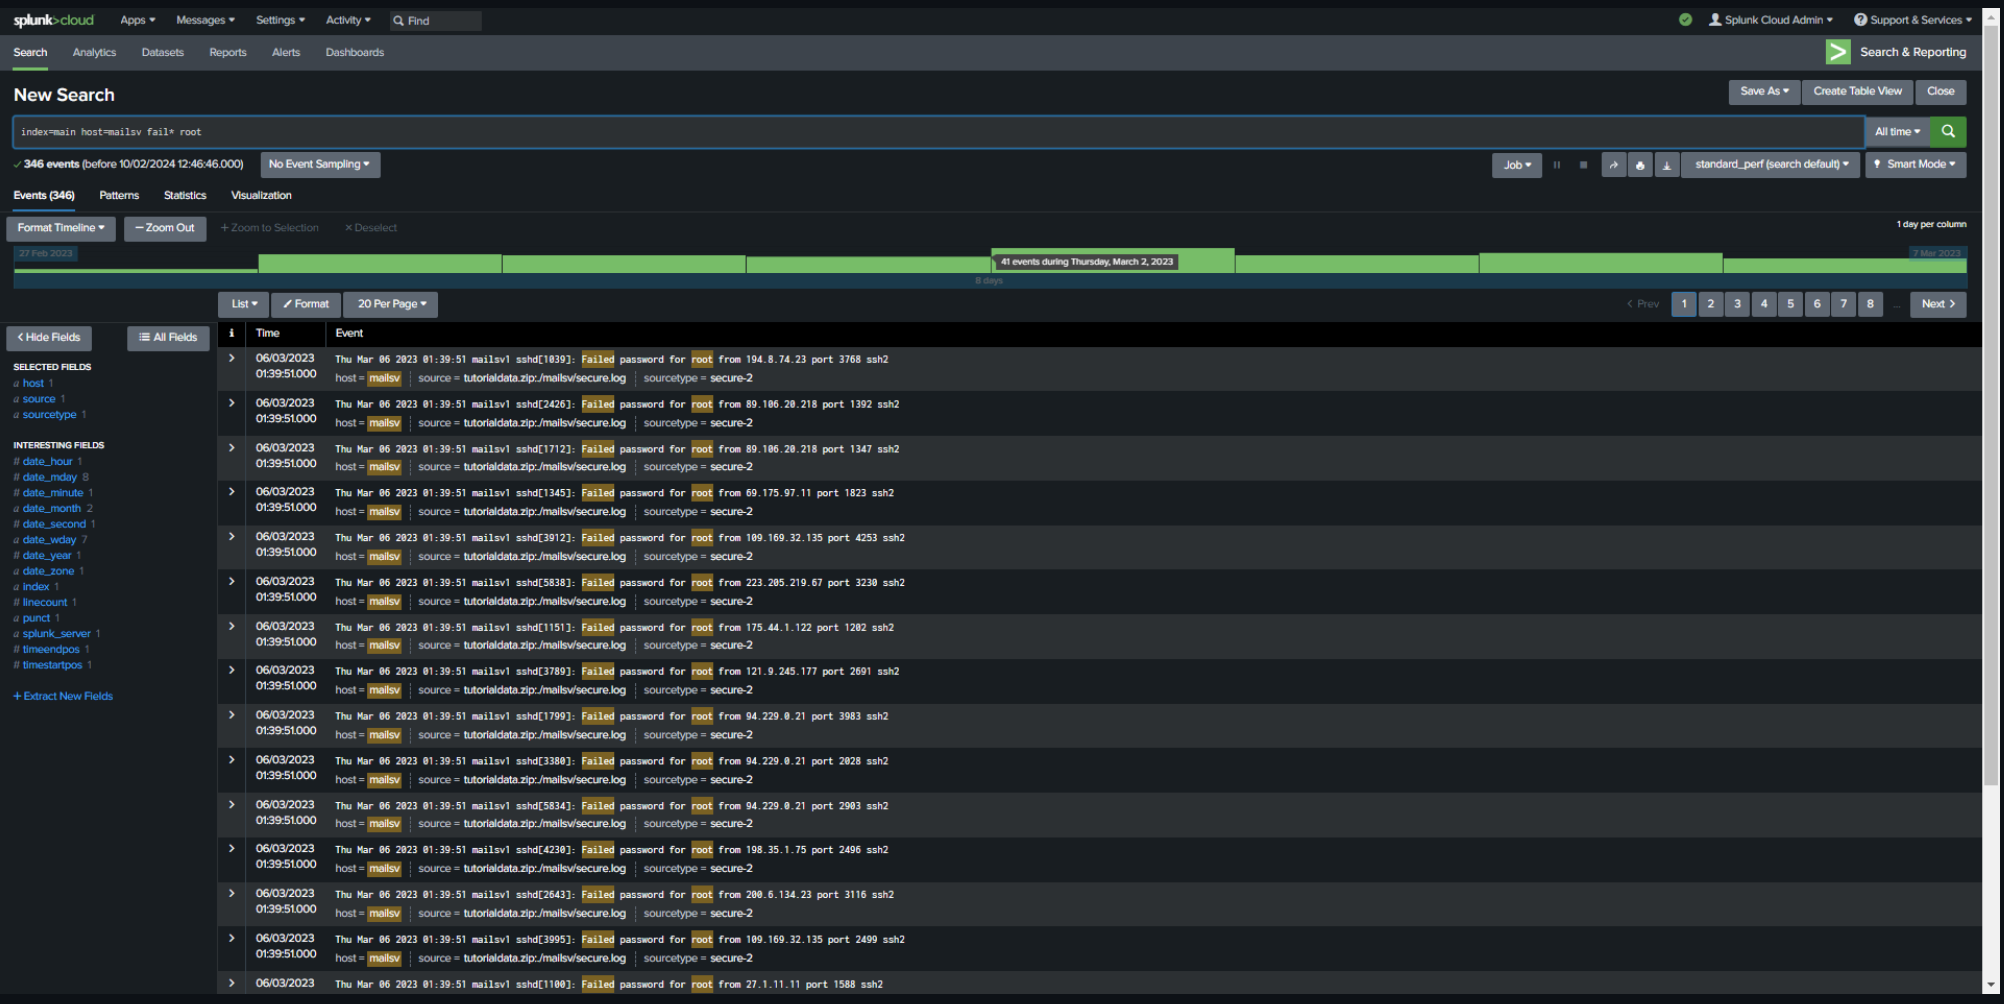 splunk>cloud Apps ▾ Messages ▾ Settings ▾ Activity ▾ Find Splunk Cloud Admin ▾ Support & Services ▾
Search Analytics Datasets Reports Alerts Dashboards Search & Reporting
New Search Save As ▾ Create Table View Close
index=main host=mailsv fail* root All time ▾
✓ 346 events (before 10/02/2024 12:46:46.000) No Event Sampling ▾ Job ▾ standard_perf (search default) ▾ Smart Mode ▾
Events (346) Patterns Statistics Visualization
Format Timeline ▾ — Zoom Out + Zoom to Selection × Deselect 1 day per column
27 Feb 2023 41 events during Thursday, March 2, 2023 7 Mar 2023
8 days
List ▾ Format 20 Per Page ▾ < Prev 1 2 3 4 5 6 7 8 ... Next >
< Hide Fields All Fields
SELECTED FIELDS
a host 1
a source 1
a sourcetype 1
INTERESTING FIELDS
# date_hour 1
# date_mday 8
# date_minute 1
a date_month 2
# date_second 1
a date_wday 7
# date_year 1
a date_zone 1
a index 1
# linecount 1
a punct 1
a splunk_server 1
# timeendpos 1
# timestartpos 1
+ Extract New Fields
i Time Event
> 06/03/2023 Thu Mar 06 2023 01:39:51 mailsv1 sshd[1039]: Failed password for root from 194.8.74.23 port 3768 ssh2
01:39:51.000 host = mailsv source = tutorialdata.zip:./mailsv/secure.log sourcetype = secure-2
> 06/03/2023 Thu Mar 06 2023 01:39:51 mailsv1 sshd[2426]: Failed password for root from 89.106.20.218 port 1392 ssh2
01:39:51.000 host = mailsv source = tutorialdata.zip:./mailsv/secure.log sourcetype = secure-2
> 06/03/2023 Thu Mar 06 2023 01:39:51 mailsv1 sshd[1712]: Failed password for root from 89.106.20.218 port 1347 ssh2
01:39:51.000 host = mailsv source = tutorialdata.zip:./mailsv/secure.log sourcetype = secure-2
> 06/03/2023 Thu Mar 06 2023 01:39:51 mailsv1 sshd[1345]: Failed password for root from 69.175.97.11 port 1823 ssh2
01:39:51.000 host = mailsv source = tutorialdata.zip:./mailsv/secure.log sourcetype = secure-2
> 06/03/2023 Thu Mar 06 2023 01:39:51 mailsv1 sshd[3912]: Failed password for root from 109.169.32.135 port 4253 ssh2
01:39:51.000 host = mailsv source = tutorialdata.zip:./mailsv/secure.log sourcetype = secure-2
> 06/03/2023 Thu Mar 06 2023 01:39:51 mailsv1 sshd[5838]: Failed password for root from 223.205.219.67 port 3230 ssh2
01:39:51.000 host = mailsv source = tutorialdata.zip:./mailsv/secure.log sourcetype = secure-2
> 06/03/2023 Thu Mar 06 2023 01:39:51 mailsv1 sshd[1151]: Failed password for root from 175.44.1.122 port 1202 ssh2
01:39:51.000 host = mailsv source = tutorialdata.zip:./mailsv/secure.log sourcetype = secure-2
> 06/03/2023 Thu Mar 06 2023 01:39:51 mailsv1 sshd[3789]: Failed password for root from 121.9.245.177 port 2691 ssh2
01:39:51.000 host = mailsv source = tutorialdata.zip:./mailsv/secure.log sourcetype = secure-2
> 06/03/2023 Thu Mar 06 2023 01:39:51 mailsv1 sshd[1799]: Failed password for root from 94.229.0.21 port 3983 ssh2
01:39:51.000 host = mailsv source = tutorialdata.zip:./mailsv/secure.log sourcetype = secure-2
> 06/03/2023 Thu Mar 06 2023 01:39:51 mailsv1 sshd[3380]: Failed password for root from 94.229.0.21 port 2028 ssh2
01:39:51.000 host = mailsv source = tutorialdata.zip:./mailsv/secure.log sourcetype = secure-2
> 06/03/2023 Thu Mar 06 2023 01:39:51 mailsv1 sshd[5834]: Failed password for root from 94.229.0.21 port 2903 ssh2
01:39:51.000 host = mailsv source = tutorialdata.zip:./mailsv/secure.log sourcetype = secure-2
> 06/03/2023 Thu Mar 06 2023 01:39:51 mailsv1 sshd[4230]: Failed password for root from 198.35.1.75 port 2496 ssh2
01:39:51.000 host = mailsv source = tutorialdata.zip:./mailsv/secure.log sourcetype = secure-2
> 06/03/2023 Thu Mar 06 2023 01:39:51 mailsv1 sshd[2643]: Failed password for root from 200.6.134.23 port 3116 ssh2
01:39:51.000 host = mailsv source = tutorialdata.zip:./mailsv/secure.log sourcetype = secure-2
> 06/03/2023 Thu Mar 06 2023 01:39:51 mailsv1 sshd[3995]: Failed password for root from 109.169.32.135 port 2499 ssh2
01:39:51.000 host = mailsv source = tutorialdata.zip:./mailsv/secure.log sourcetype = secure-2
> 06/03/2023 Thu Mar 06 2023 01:39:51 mailsv1 sshd[1100]: Failed password for root from 27.1.11.11 port 1588 ssh2